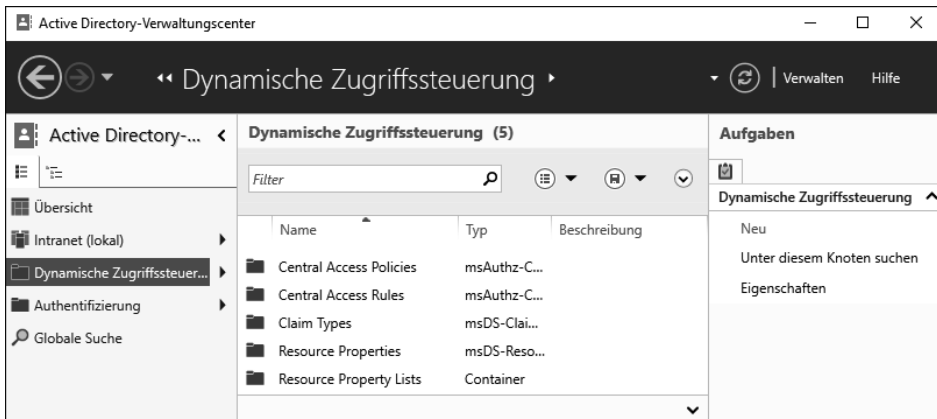 Active Directory-Verwaltungscenter
Dynamische Zugriffssteuerung
Verwalten Hilfe
Active Directory-...
Übersicht
Intranet (lokal)
Dynamische Zugriffssteuer...
Authentifizierung
Globale Suche
Dynamische Zugriffssteuerung (5)
Filter
Name Typ Beschreibung
Central Access Policies msAuthz-C...
Central Access Rules msAuthz-C...
Claim Types msDS-Clai...
Resource Properties msDS-Reso...
Resource Property Lists Container
Aufgaben
Dynamische Zugriffssteuerung
Neu
Unter diesem Knoten suchen
Eigenschaften